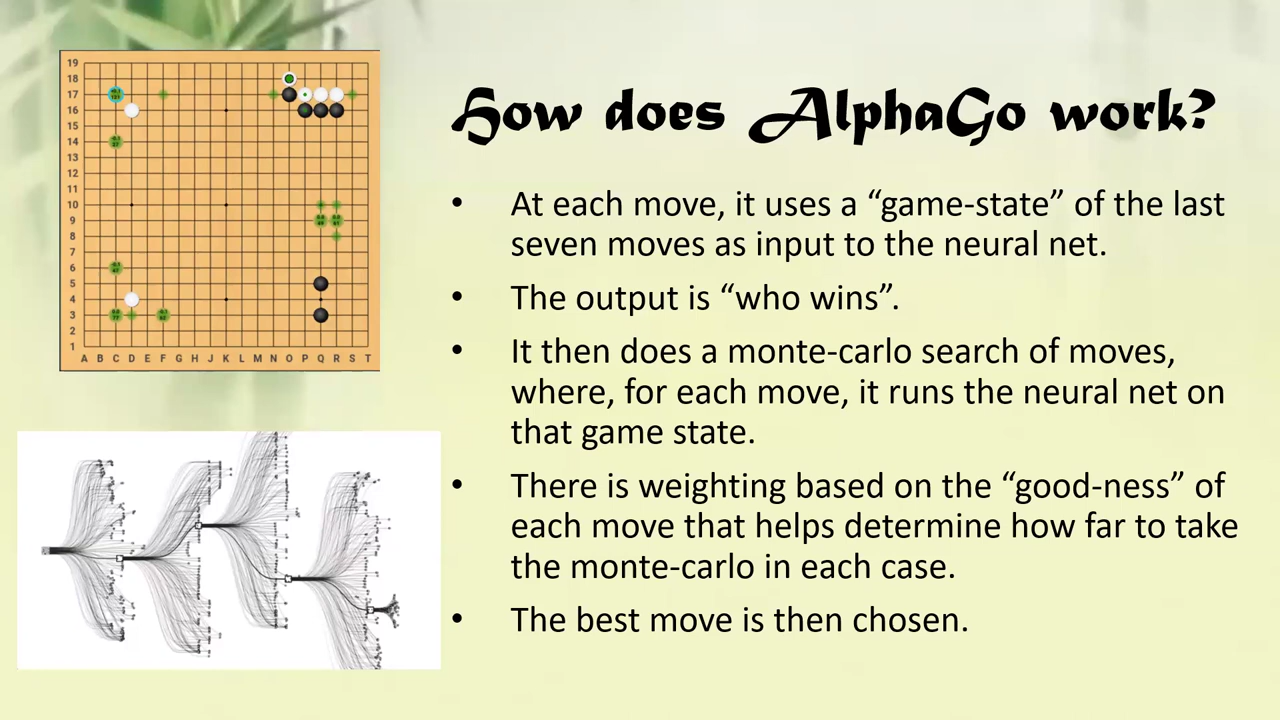 How does AlphaGo work?
• At each move, it uses a “game-state” of the last
seven moves as input to the neural net.
• The output is “who wins”.
• It then does a monte-carlo search of moves,
where, for each move, it runs the neural net on
that game state.
• There is weighting based on the “good-ness” of
each move that helps determine how far to take
the monte-carlo in each case.
• The best move is then chosen.
19
18
17
16
15
14
13
12
11
10
9
8
7
6
5
4
3
2
1
A B C D E F G H J K L M N O P Q R S T